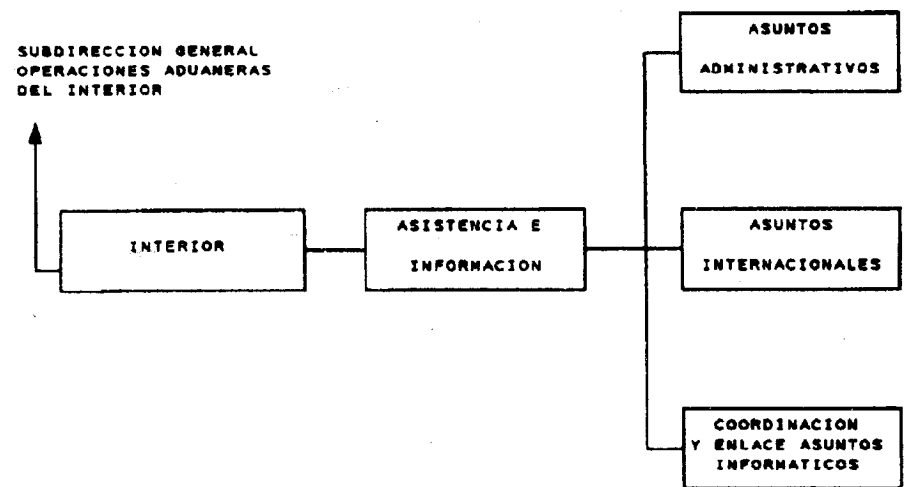 SUBDIRECCION GENERAL
OPERACIONES ADUANERAS
DEL INTERIOR
INTERIOR
ASISTENCIA E
INFORMACION
ASUNTOS
ADMINISTRATIVOS
ASUNTOS
INTERNACIONALES
COORDINACION
Y ENLACE ASUNTOS
INFORMATICOS